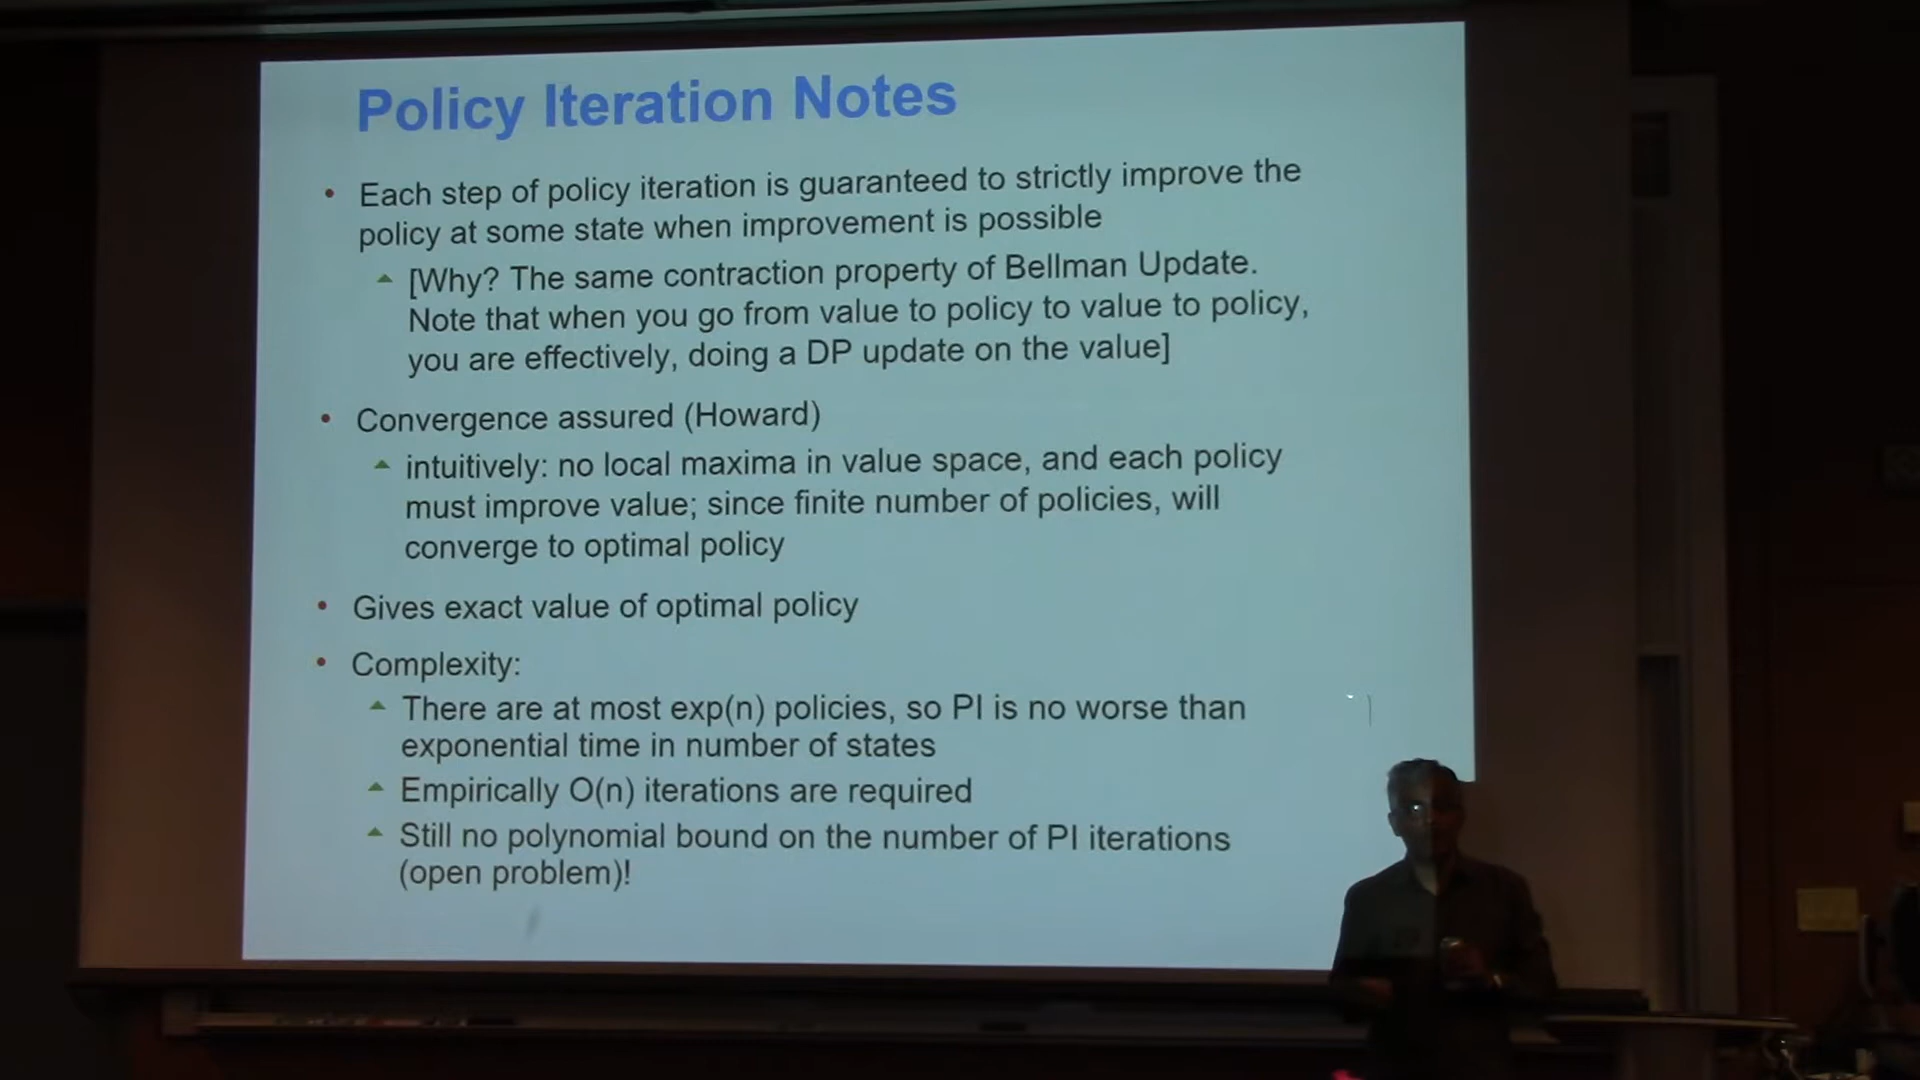 Policy Iteration Notes
• Each step of policy iteration is guaranteed to strictly improve the
policy at some state when improvement is possible
[Why? The same contraction property of Bellman Update.
Note that when you go from value to policy to value to policy,
you are effectively, doing a DP update on the value]
• Convergence assured (Howard)
intuitively: no local maxima in value space, and each policy
must improve value; since finite number of policies, will
converge to optimal policy
• Gives exact value of optimal policy
• Complexity:
There are at most exp(n) policies, so PI is no worse than
exponential time in number of states
Empirically O(n) iterations are required
Still no polynomial bound on the number of PI iterations
(open problem)!